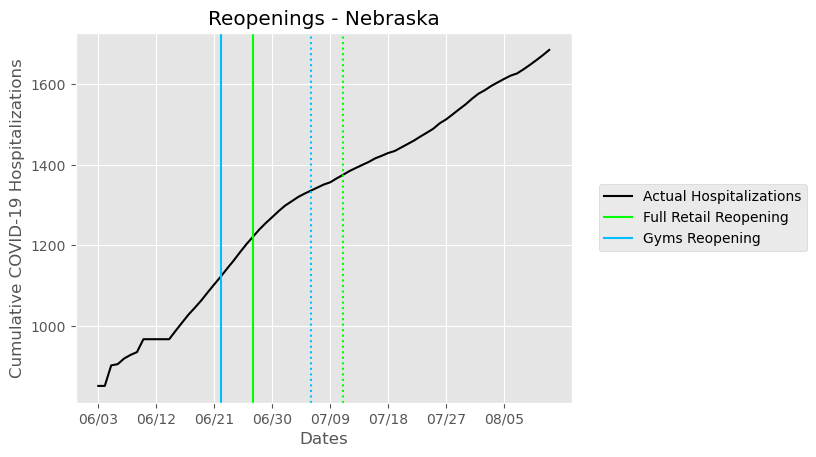 Reopenings - Nebraska
Cumulative COVID-19 Hospitalizations
1600
1400
1200
1000
06/03 06/12 06/21 06/30 07/09 07/18 07/27 08/05
Dates
Actual Hospitalizations
Full Retail Reopening
Gyms Reopening